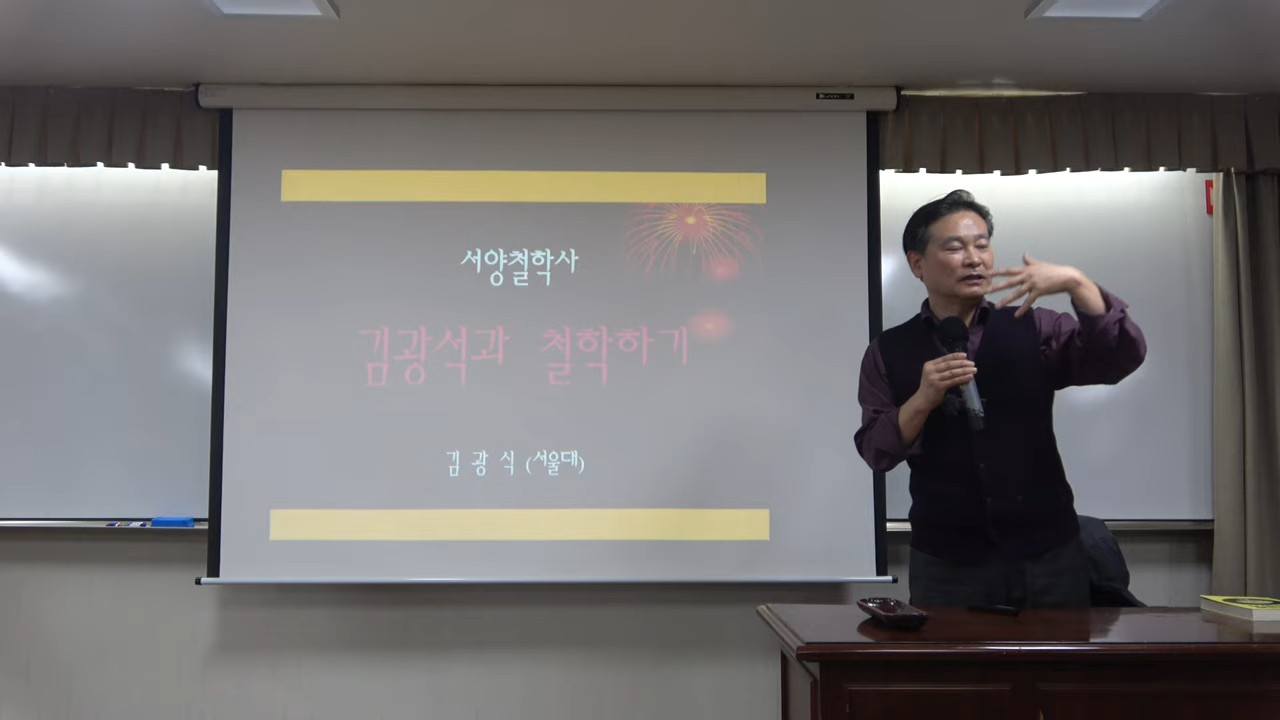 서양철학사
김광석과 철학하기
김 광 식 (서울대)